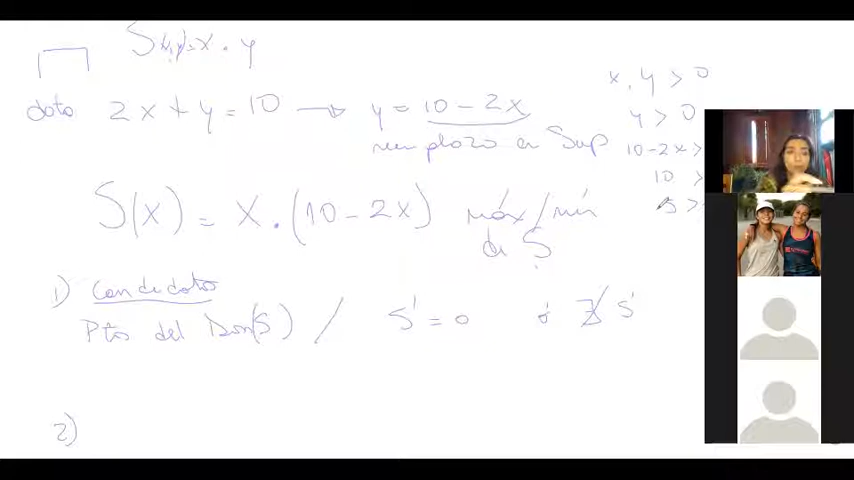 S(x,y)=x.y
dato 2x+y=10 → y=10-2x
reemplazo en Sup
x,y>0
y>0
10-2x>
10 >
5>
S(x)=x.(10-2x) máx/mín
de S
1) Candidatos
Ptos del Dom(S) / S'=0 ó ∄ S'
2)